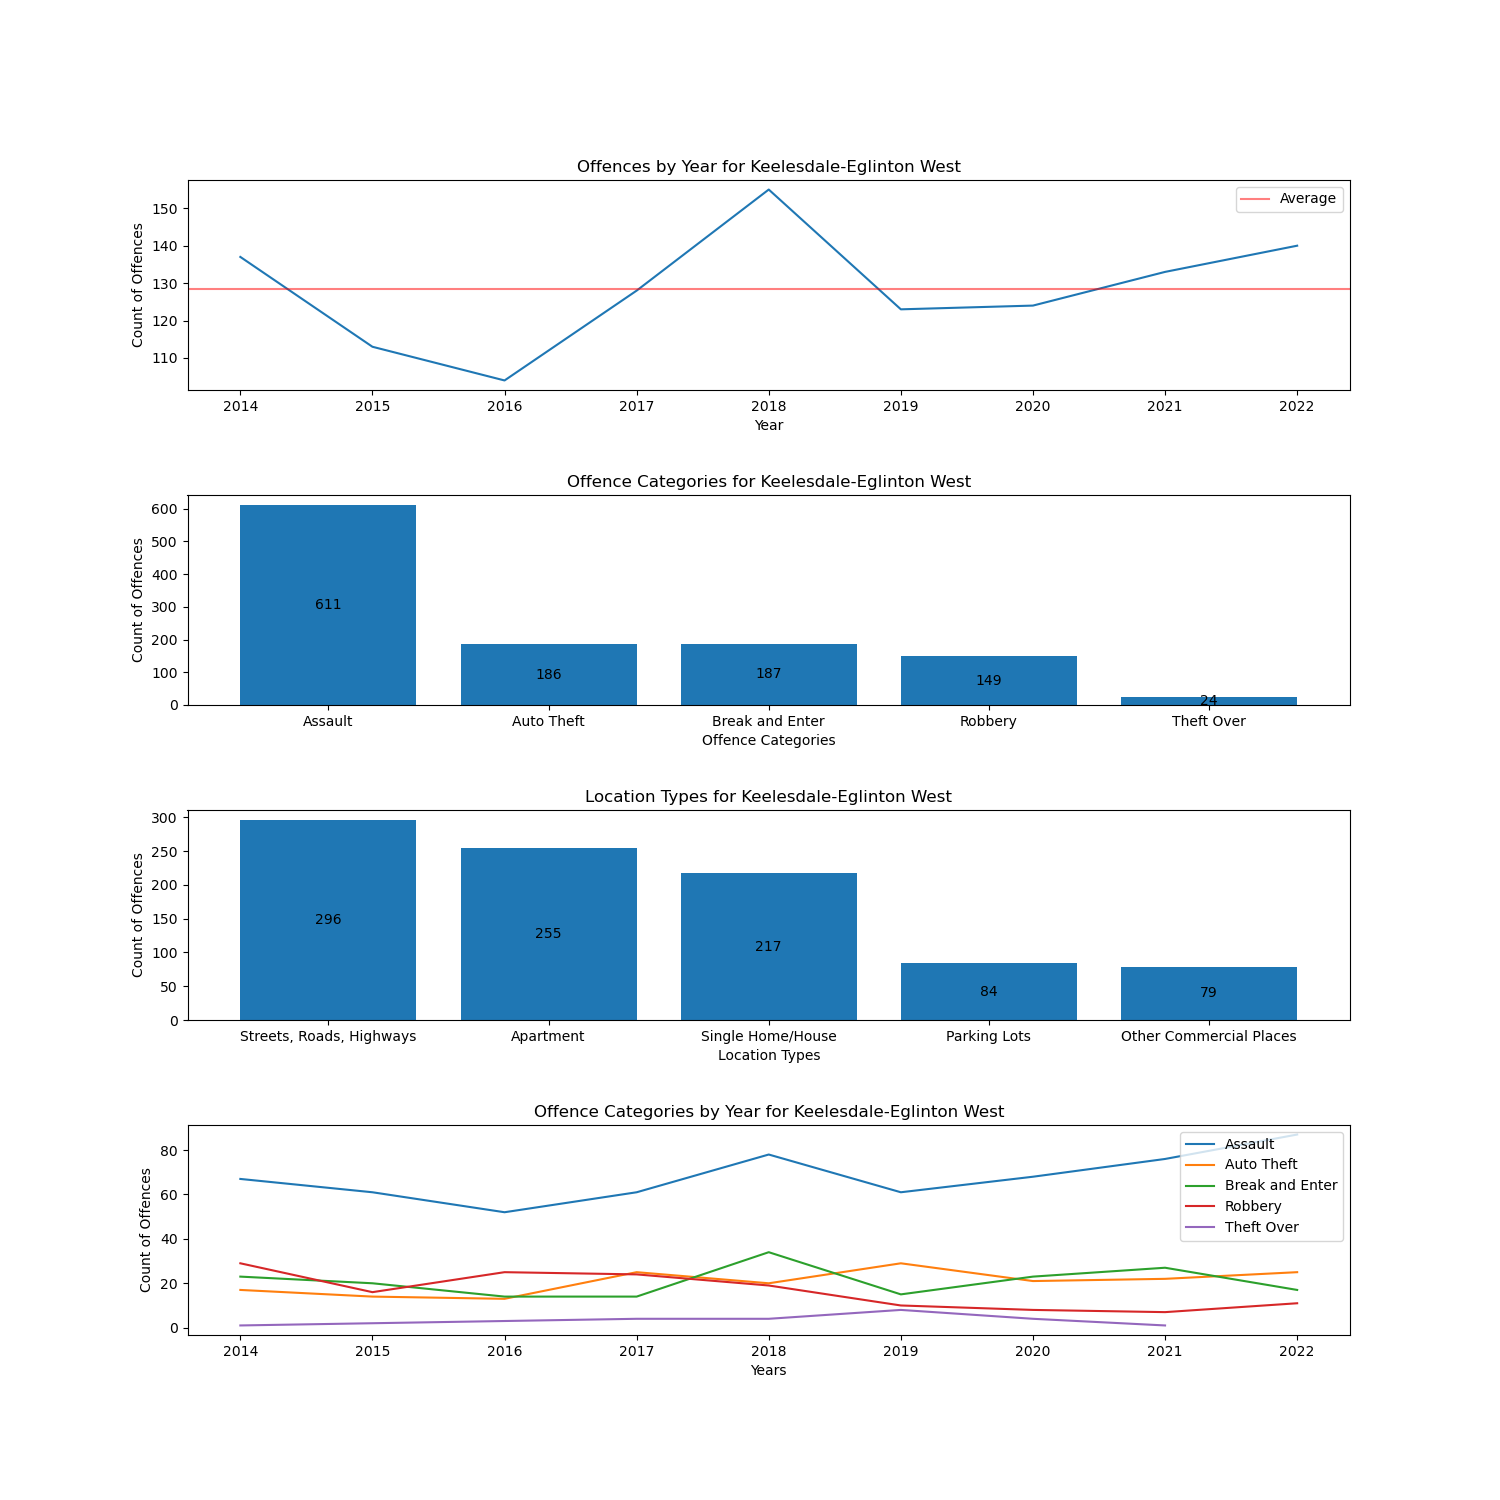 Offences by Year for Keelesdale-Eglinton West
Average
150
140
130
120
110
Count of Offences
2014 2015 2016 2017 2018 2019 2020 2021 2022
Year
Offence Categories for Keelesdale-Eglinton West
600
500
400
300
200
100
0
Count of Offences
611 186 187 149 24
Assault Auto Theft Break and Enter Robbery Theft Over
Offence Categories
Location Types for Keelesdale-Eglinton West
300
250
200
150
100
50
0
Count of Offences
296 255 217 84 79
Streets, Roads, Highways Apartment Single Home/House Parking Lots Other Commercial Places
Location Types
Offence Categories by Year for Keelesdale-Eglinton West
80
60
40
20
0
Count of Offences
Assault
Auto Theft
Break and Enter
Robbery
Theft Over
2014 2015 2016 2017 2018 2019 2020 2021 2022
Years